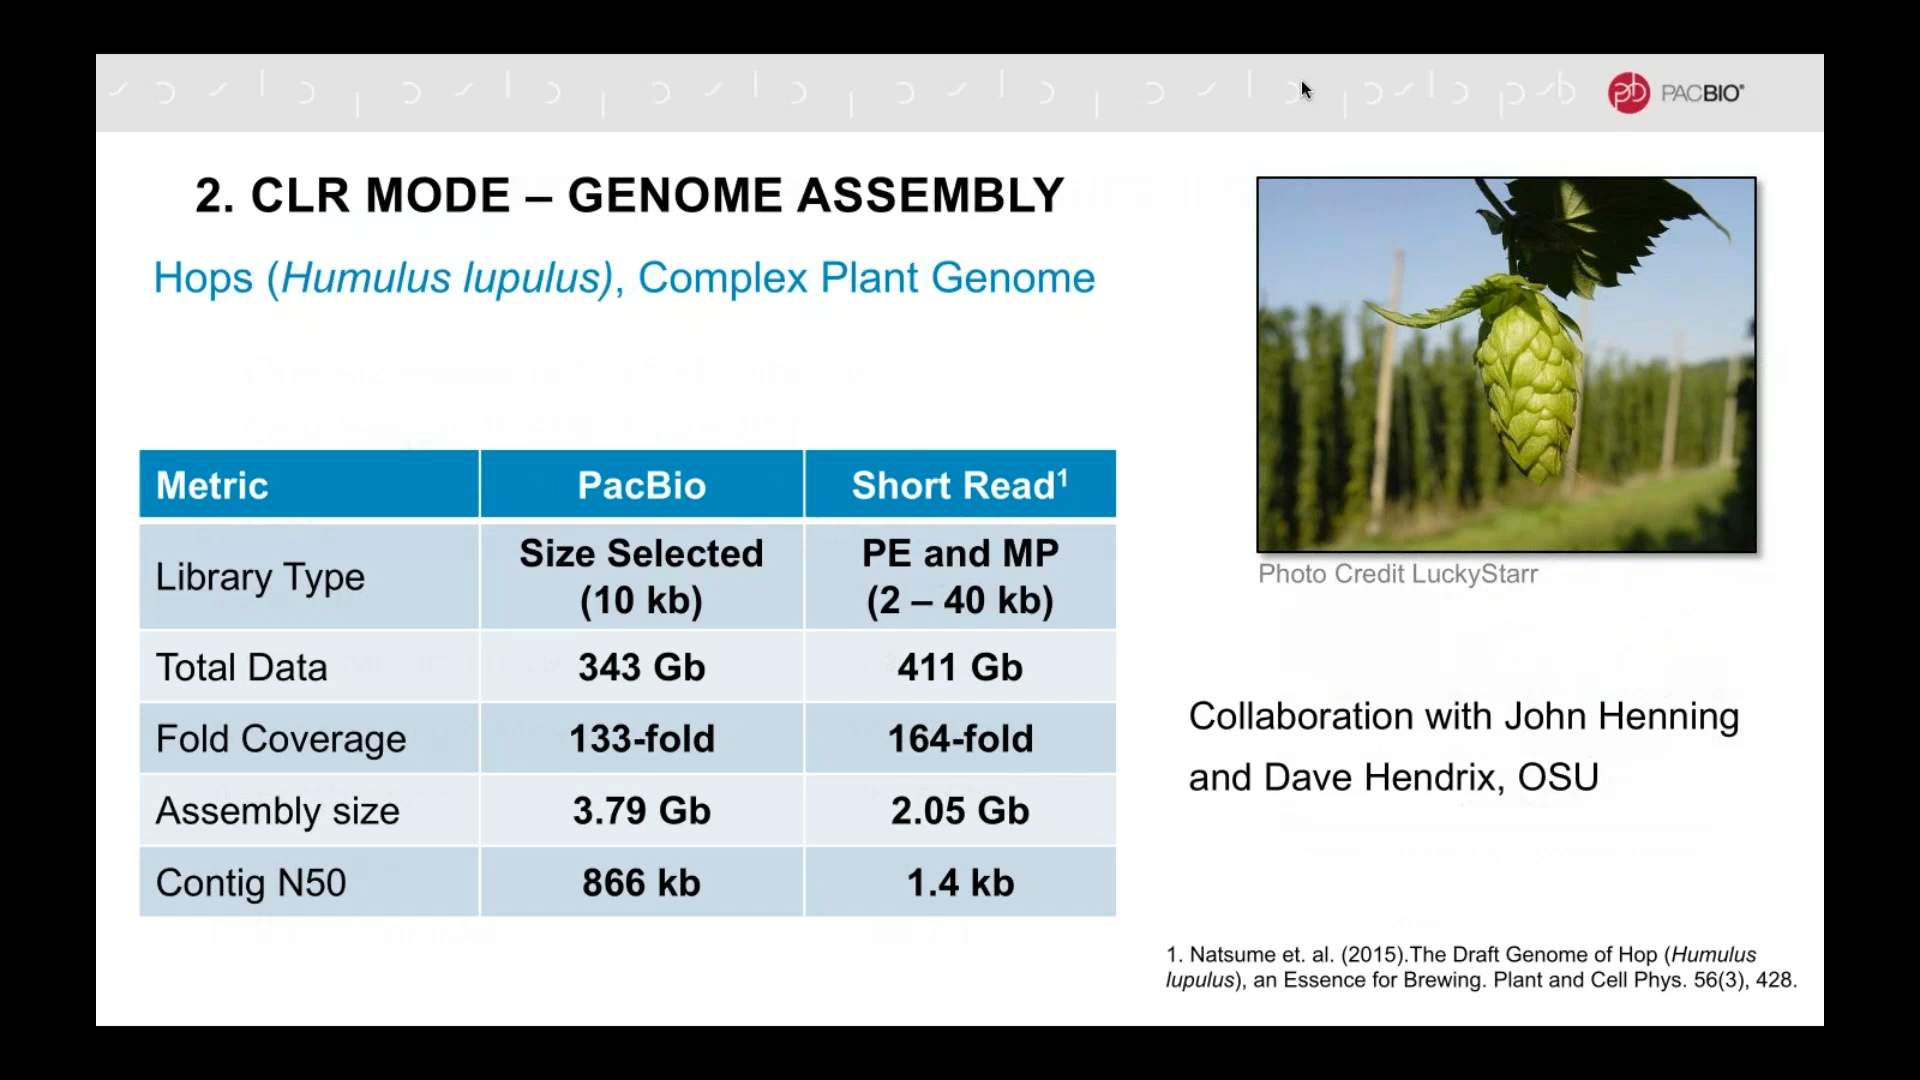 PACBIO®
2. CLR MODE – GENOME ASSEMBLY
Hops (Humulus lupulus), Complex Plant Genome
Metric PacBio Short Read¹
Library Type Size Selected (10 kb) PE and MP (2 – 40 kb)
Total Data 343 Gb 411 Gb
Fold Coverage 133-fold 164-fold
Assembly size 3.79 Gb 2.05 Gb
Contig N50 866 kb 1.4 kb
Photo Credit LuckyStarr
Collaboration with John Henning
and Dave Hendrix, OSU
1. Natsume et. al. (2015).The Draft Genome of Hop (Humulus
lupulus), an Essence for Brewing. Plant and Cell Phys. 56(3), 428.